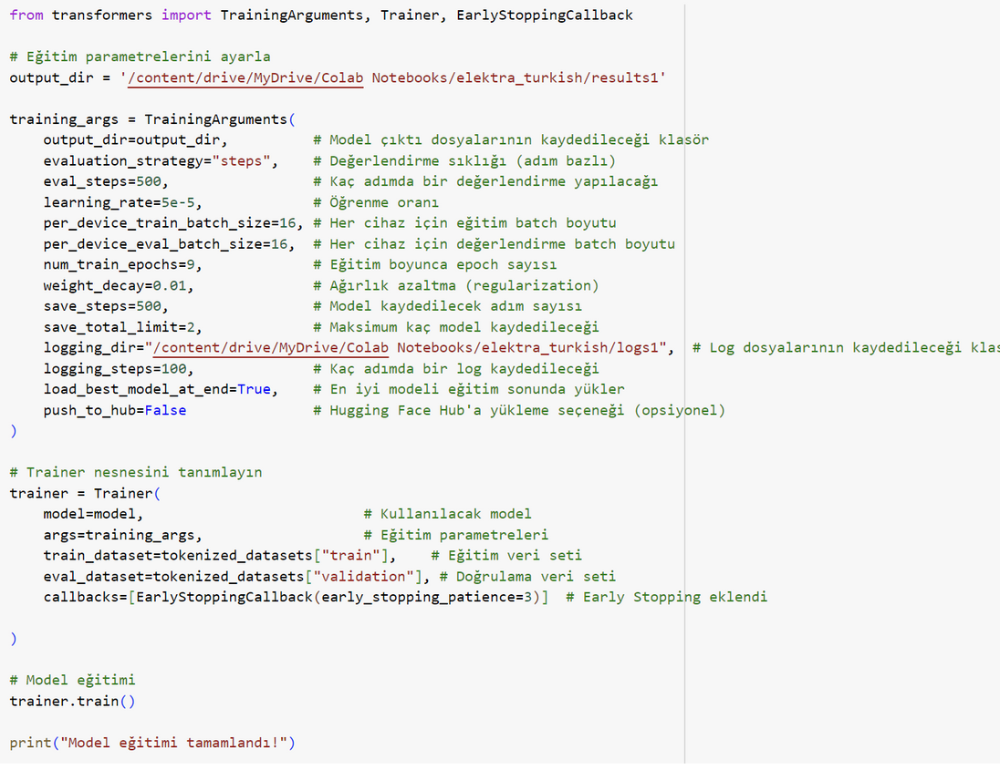 from transformers import TrainingArguments, Trainer, EarlyStoppingCallback
# Eğitim parametrelerini ayarla
output_dir = '/content/drive/MyDrive/Colab Notebooks/elektra_turkish/results1'
training_args = TrainingArguments(
    output_dir=output_dir,          # Model çıktı dosyalarının kaydedileceği klasör
    evaluation_strategy="steps",    # Değerlendirme sıklığı (adım bazlı)
    eval_steps=500,                 # Kaç adımda bir değerlendirme yapılacağı
    learning_rate=5e-5,             # Öğrenme oranı
    per_device_train_batch_size=16, # Her cihaz için eğitim batch boyutu
    per_device_eval_batch_size=16,  # Her cihaz için değerlendirme batch boyutu
    num_train_epochs=9,             # Eğitim boyunca epoch sayısı
    weight_decay=0.01,              # Ağırlık azaltma (regularization)
    save_steps=500,                 # Model kaydedilecek adım sayısı
    save_total_limit=2,             # Maksimum kaç model kaydedileceği
    logging_dir="/content/drive/MyDrive/Colab Notebooks/elektra_turkish/logs1",  # Log dosyalarının kaydedileceği
    logging_steps=100,              # Kaç adımda bir log kaydedileceği
    load_best_model_at_end=True,    # En iyi modeli eğitim sonunda yükler
    push_to_hub=False               # Hugging Face Hub'a yükleme seçeneği (opsiyonel)
)
# Trainer nesnesini tanımlayın
trainer = Trainer(
    model=model,                          # Kullanılacak model
    args=training_args,                   # Eğitim parametreleri
    train_dataset=tokenized_datasets["train"],    # Eğitim veri seti
    eval_dataset=tokenized_datasets["validation"], # Doğrulama veri seti
    callbacks=[EarlyStoppingCallback(early_stopping_patience=3)]  # Early Stopping eklendi
)
# Model eğitimi
trainer.train()
print("Model eğitimi tamamlandı!")